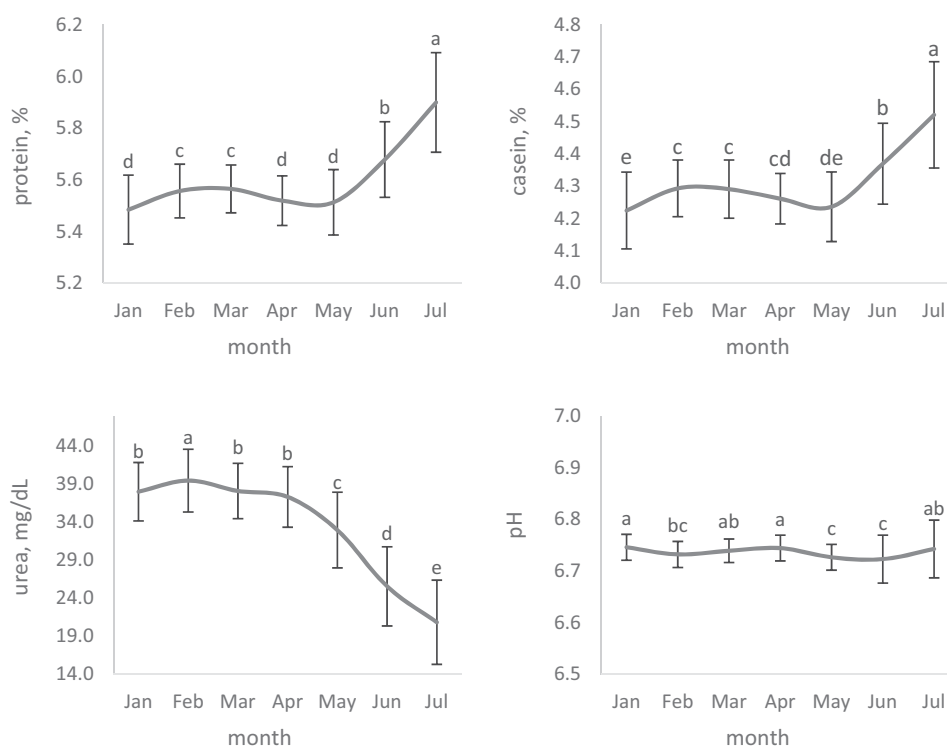 6.2
6.0
5.8
5.6
5.4
5.2
protein, %
d c c d d b a
Jan Feb Mar Apr May Jun Jul
month
4.8
4.7
4.5
4.4
4.3
4.2
4.1
4.0
casein, %
e c c cd de b a
Jan Feb Mar Apr May Jun Jul
month
44.0
39.0
34.0
29.0
24.0
19.0
14.0
urea, mg/dL
b a b b c d e
Jan Feb Mar Apr May Jun Jul
month
7.0
6.9
6.8
6.7
6.6
6.5
pH
a bc ab a c c ab
Jan Feb Mar Apr May Jun Jul
month